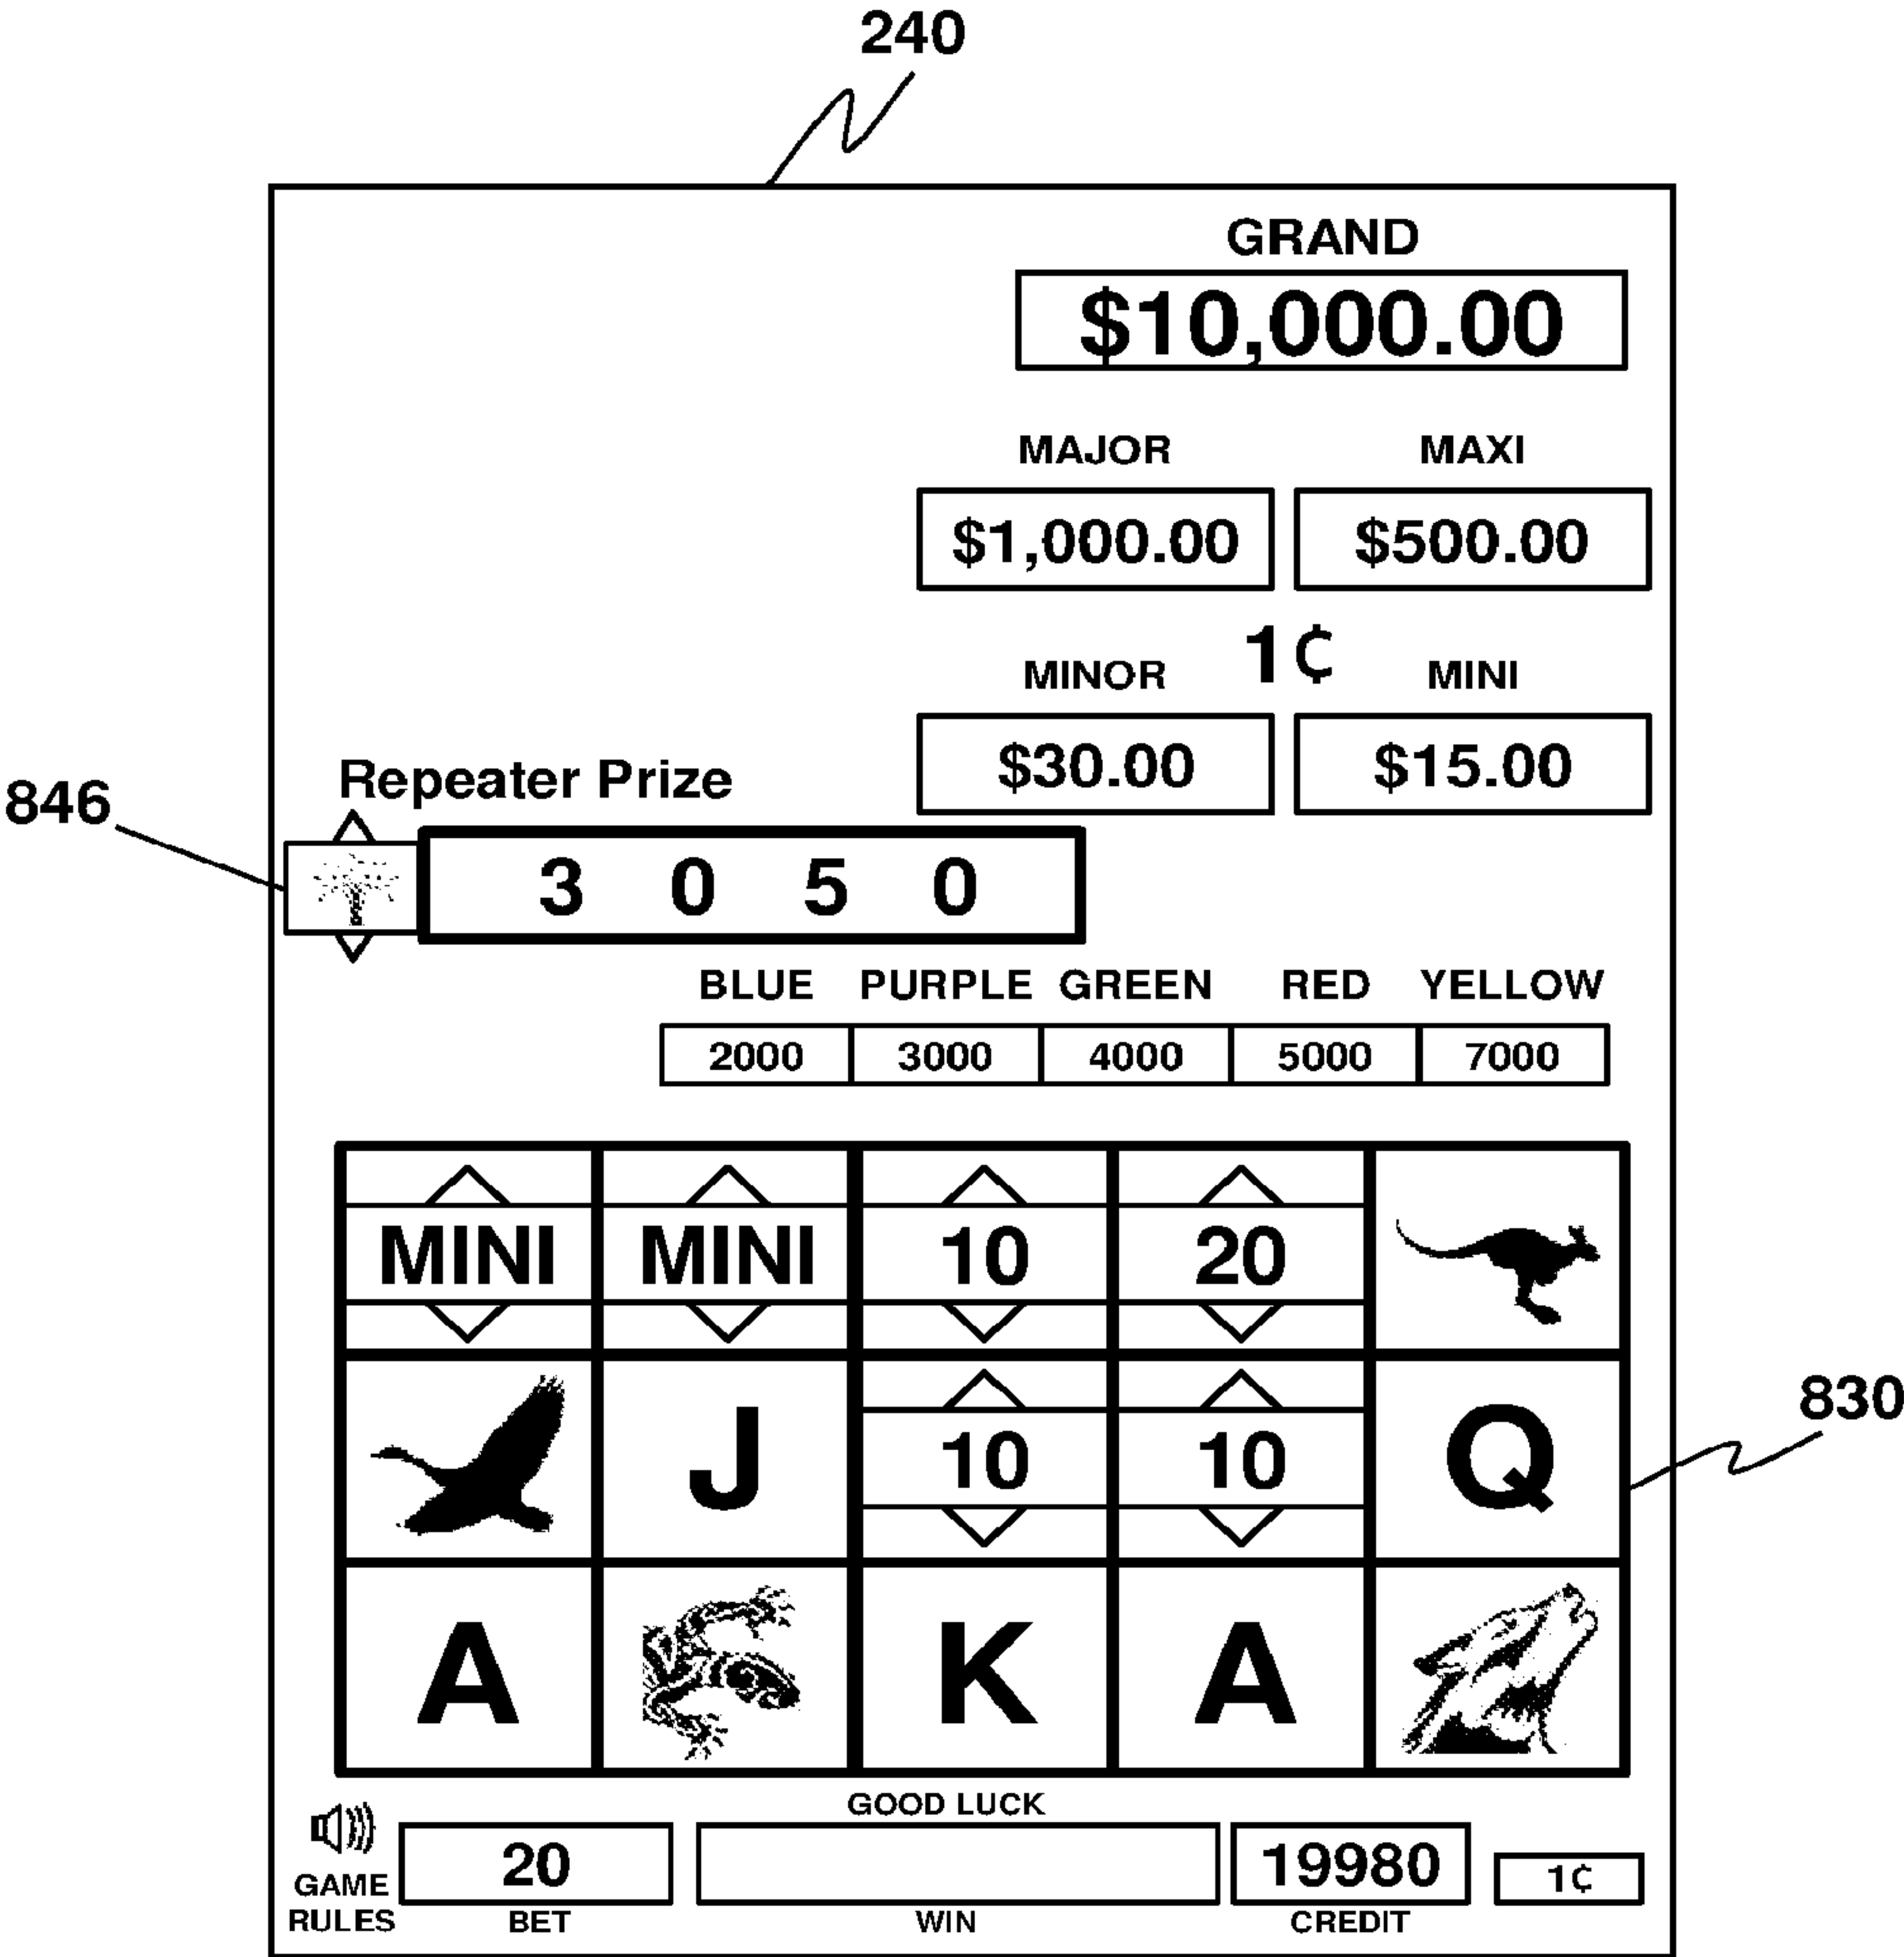 240
GRAND
$10,000.00
MAJOR MAXI
$1,000.00 $500.00
1¢
MINOR MINI
$30.00 $15.00
Repeater Prize
846
3 0 5 0
BLUE PURPLE GREEN RED YELLOW
2000 3000 4000 5000 7000
MINI MINI 10 20
J 10 10 Q
830
A K A
GOOD LUCK
20 19980 1¢
GAME RULES
BET WIN CREDIT